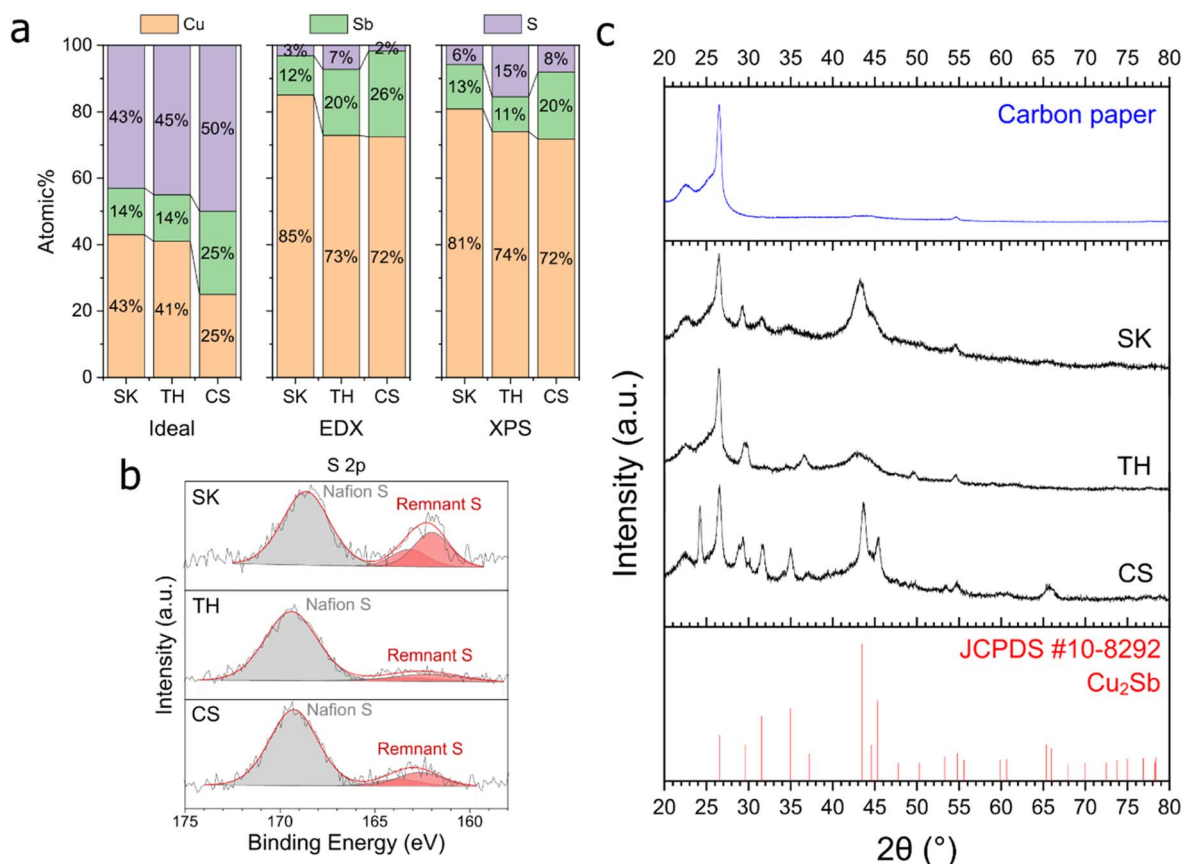 a
Cu
Sb
S
100
80
60
40
20
0
Atomic%
43%
45%
50%
14%
14%
25%
43%
41%
25%
SK
TH
CS
Ideal
3%
7%
2%
12%
20%
26%
85%
73%
72%
SK
TH
CS
EDX
6%
15%
8%
13%
11%
20%
81%
74%
72%
SK
TH
CS
XPS
b
S 2p
SK
Nafion S
Remnant S
TH
Nafion S
Remnant S
CS
Nafion S
Remnant S
Intensity (a.u.)
175 170 165 160
Binding Energy (eV)
c
20 25 30 35 40 45 50 55 60 65 70 75 80
Carbon paper
SK
TH
CS
JCPDS #10-8292
Cu₂Sb
Intensity (a.u.)
20 25 30 35 40 45 50 55 60 65 70 75 80
2θ (°)